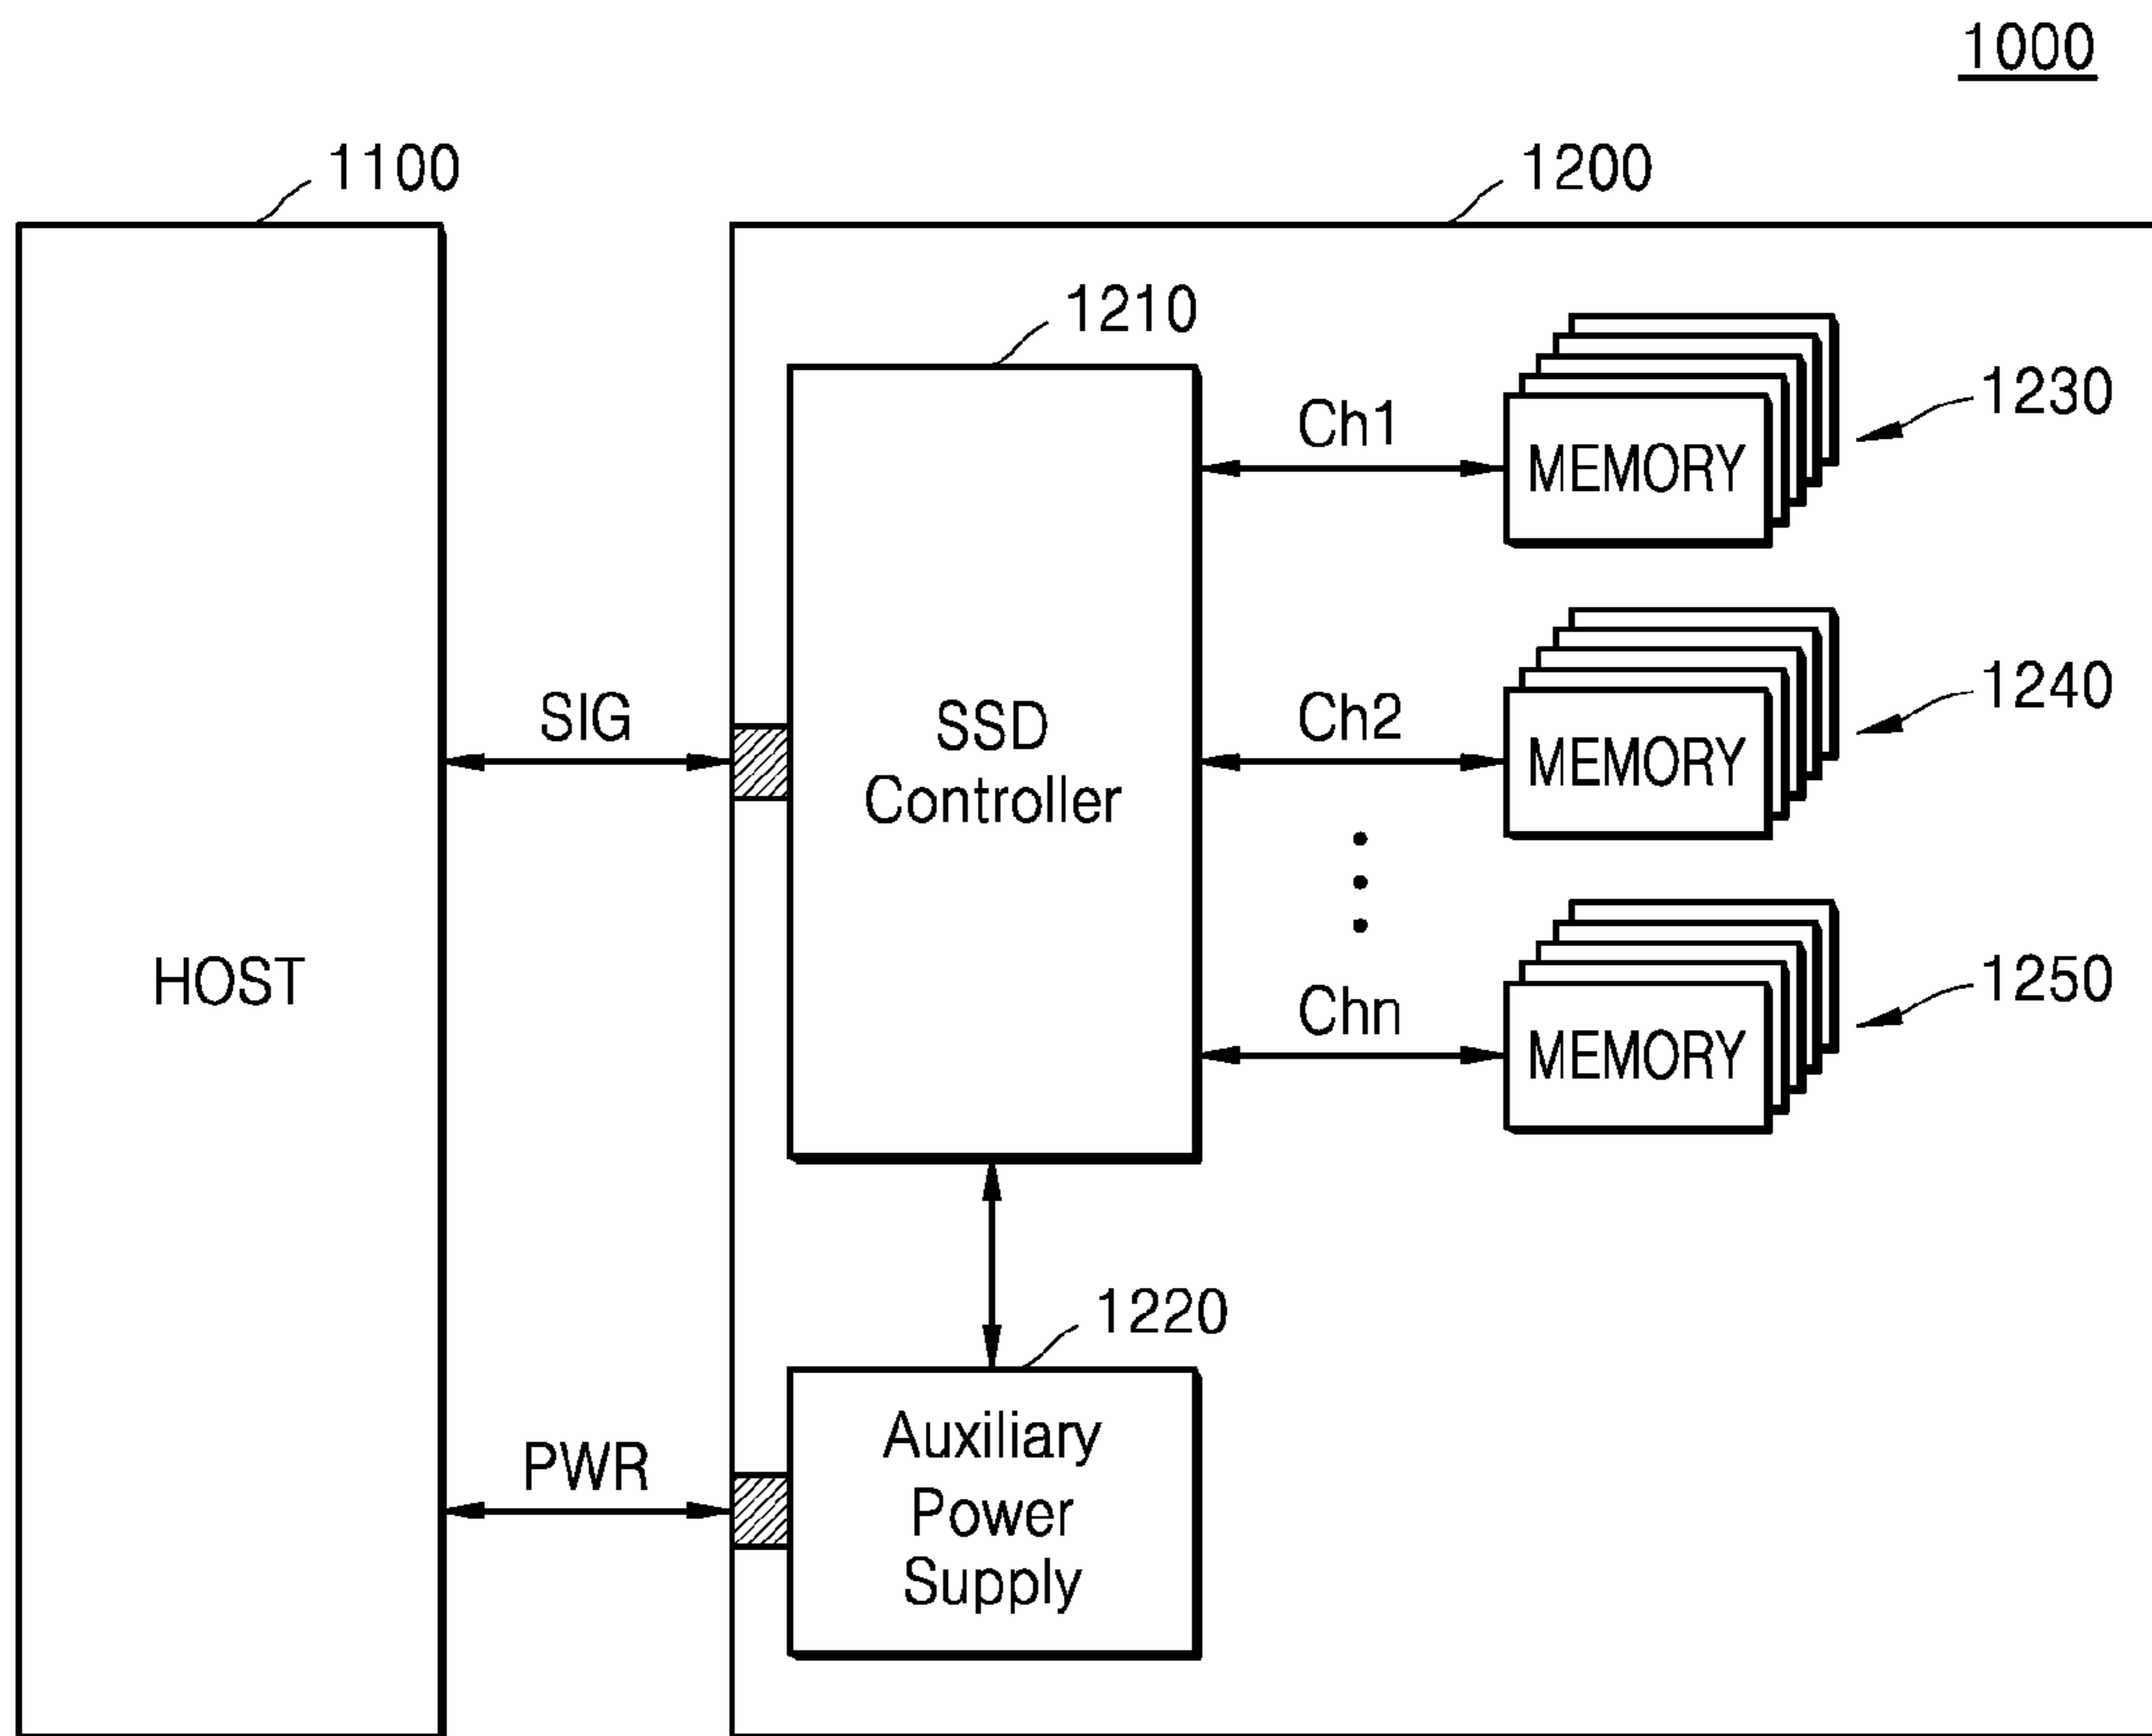 1000
1100
1200
1210
1230
Ch1
MEMORY
1240
SIG
SSD
Controller
Ch2
MEMORY
HOST
1250
Chn
MEMORY
1220
PWR
Auxiliary
Power
Supply